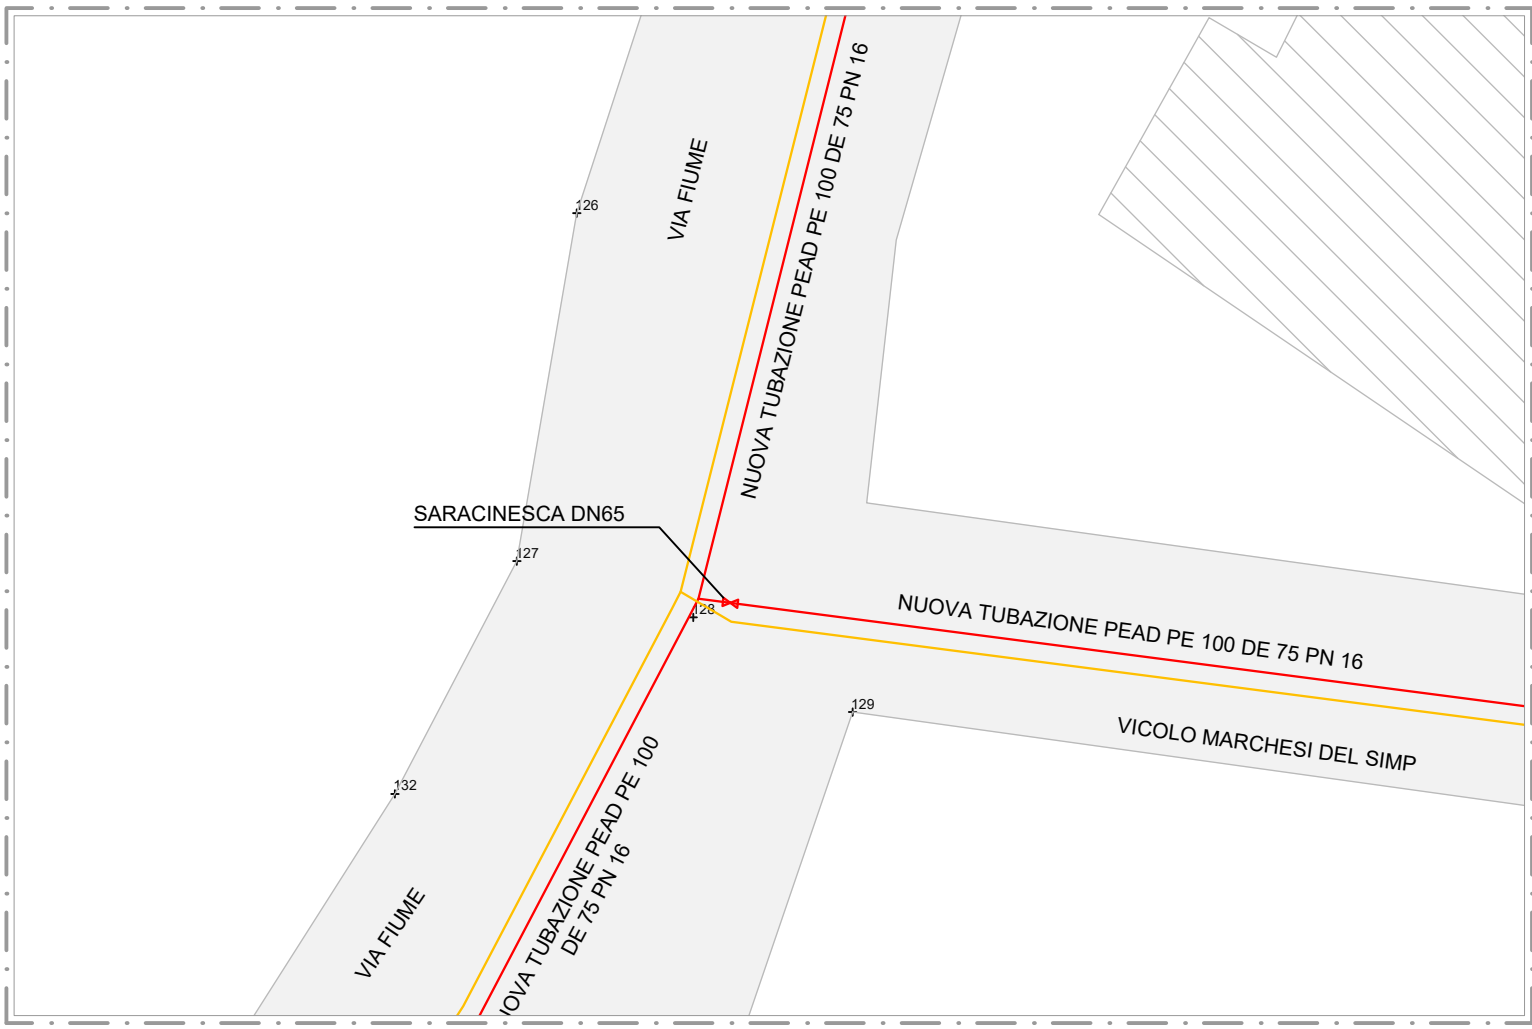 NUOVA TUBAZIONE PEAD PE 100 DE 75 PN 16
VIA FIUME
126
SARACINESCA DN65
127
128
NUOVA TUBAZIONE PEAD PE 100 DE 75 PN 16
129
VICOLO MARCHESI DEL SIMP
132
UOVA TUBAZIONE PEAD PE 100
DE 75 PN 16
VIA FIUME